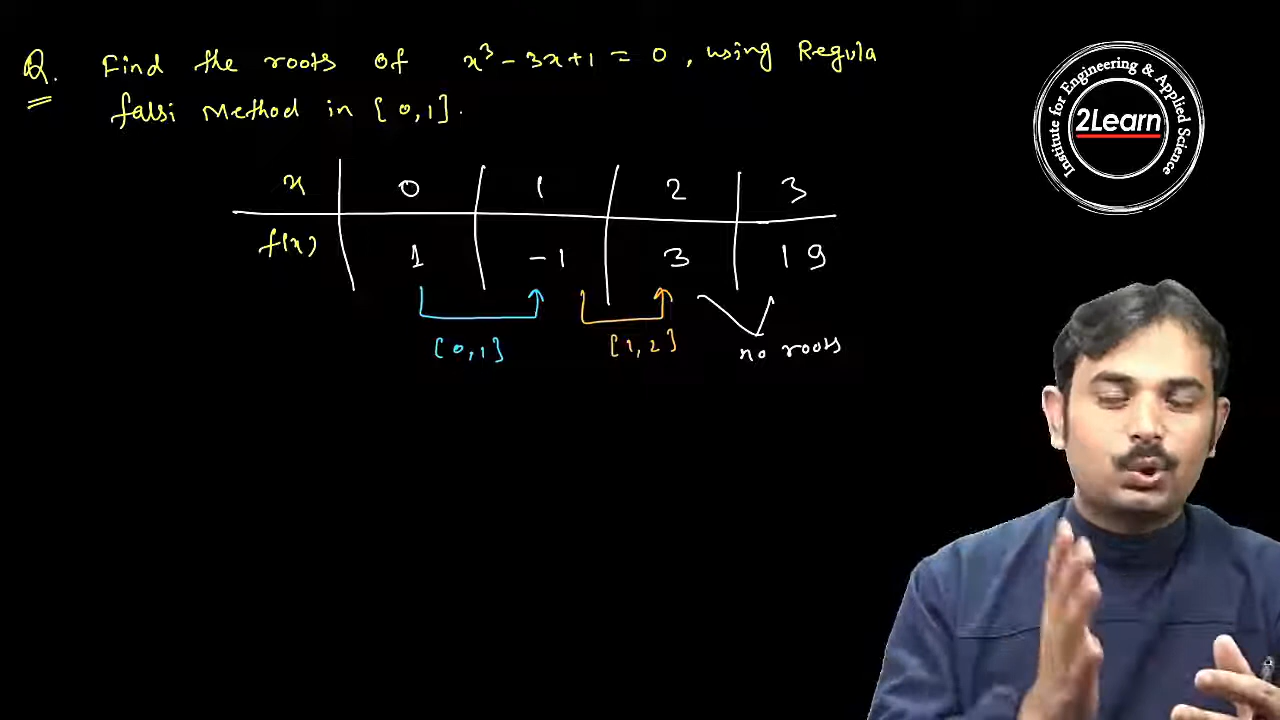 Q. Find the roots of x³ - 3x + 1 = 0, using Regula
falsi Method in [0,1].
x 0 1 2 3
f(x) 1 -1 3 19
[0,1] [1,2] no roots
Institute for Engineering & Applied Science
2Learn